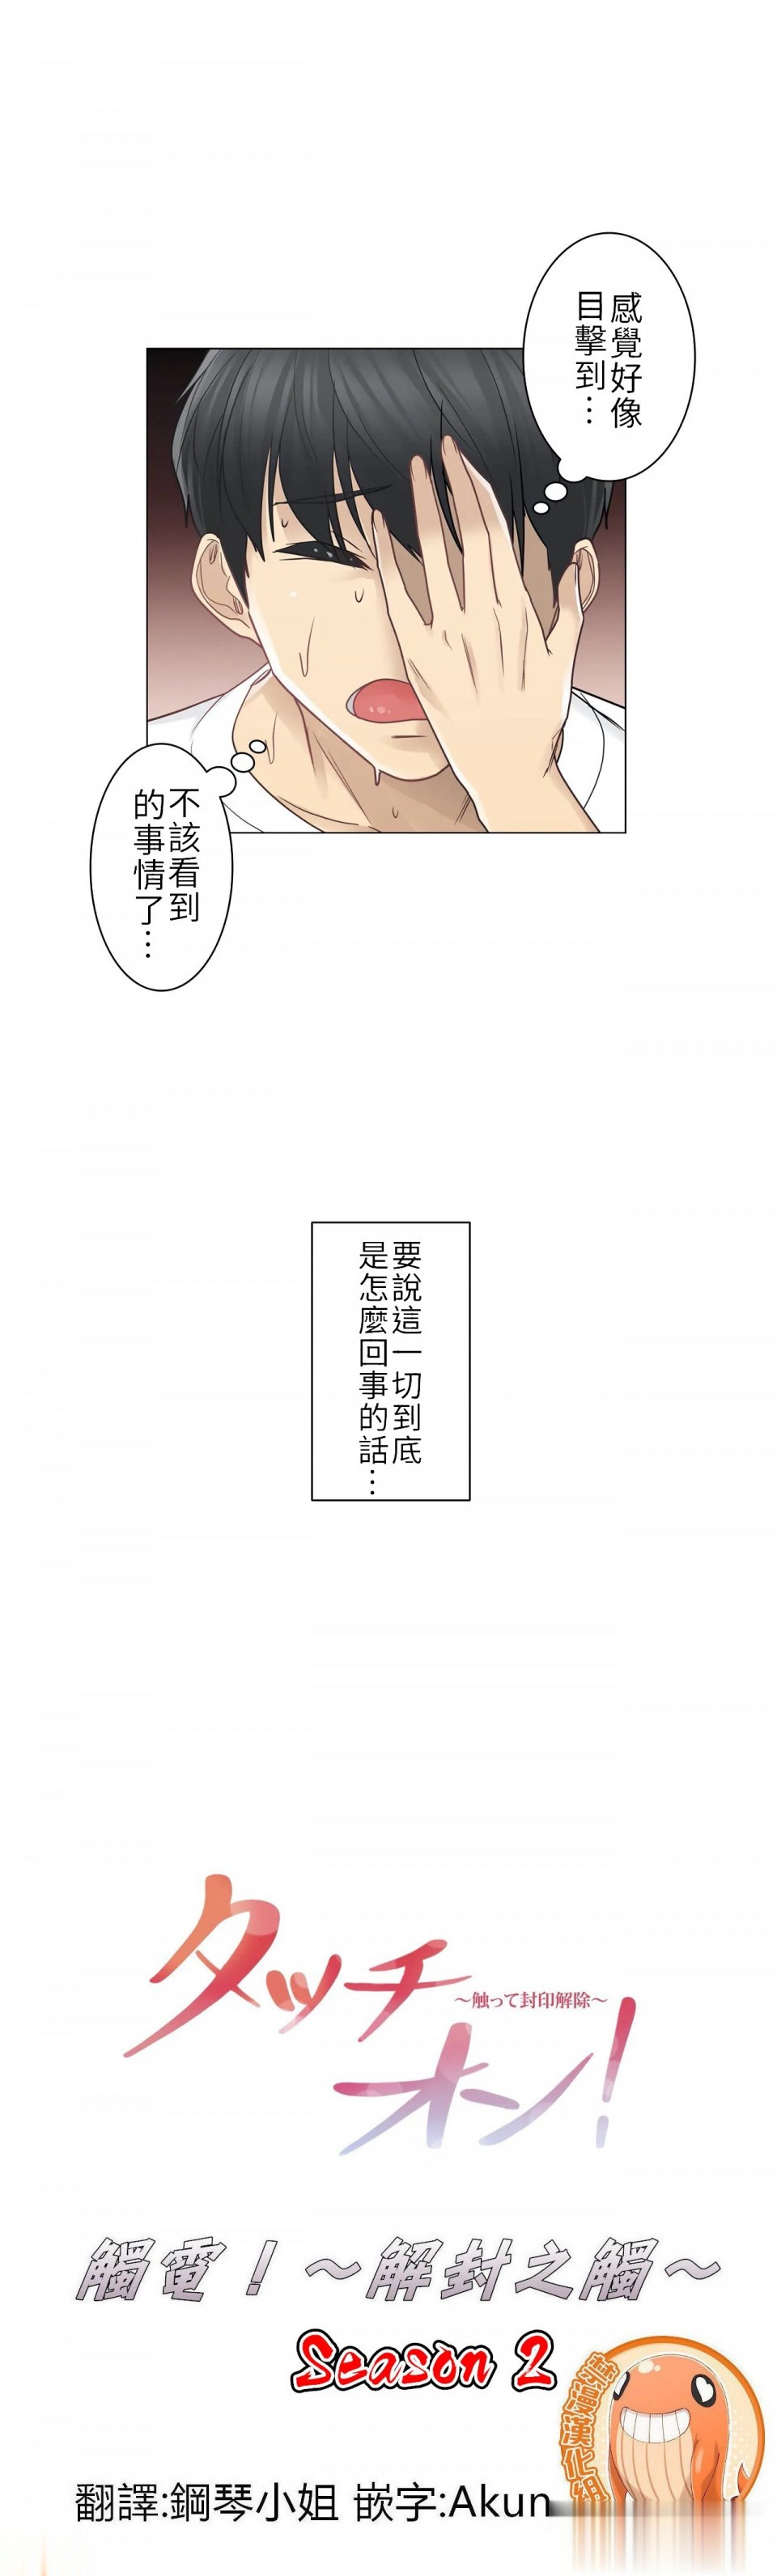 感覺好像
目擊到…
不該看到
的事情了…
要說這一切到底
是怎麼回事的話…
タッチ
～触って封印解除～
オン!
觸電!～解封之觸～
Season 2
漫漢化組
翻譯:鋼琴小姐 嵌字:Akun